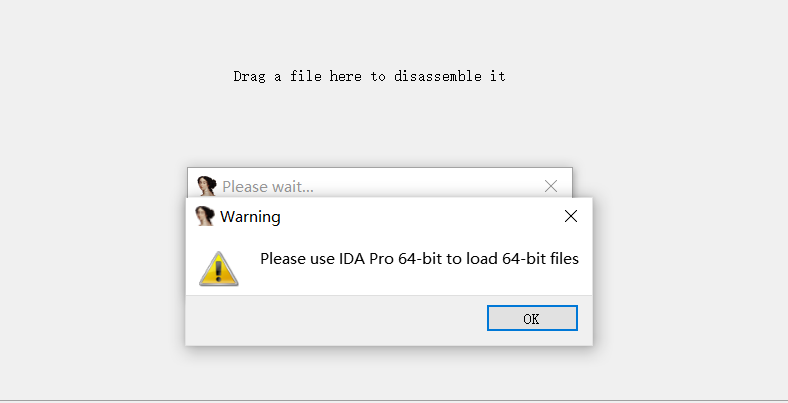 Drag a file here to disassemble it
Please wait...
Warning
Please use IDA Pro 64-bit to load 64-bit files
OK